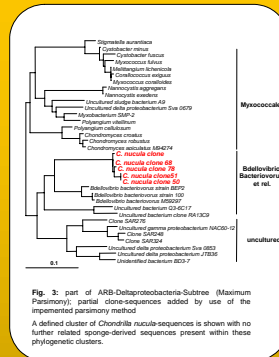 Stigmatella aurantiaca
Cystobacter minus
Cystobacter fuscus
Myxococcus fulvus
Melittangium lichenicola
Corallococcus exiguus
Myxococcus coralloides
Nannocystis aggregans
Nannocystis exedens
Uncultured sludge bacterium A9
Uncultured delta proteobacterium Sva 0679
Myxobacterium SMP-2
Polyangium vitellinum
Polyangium cellulosum
Chondromyces crocatus
Chondromyces robustus
Chondromyces apiculatus M94274
Myxococcales
C. nucula clone
C. nucula clone 68
C. nucula clone 78
C. nucula clone51
C. nucula clone 50
Bdellovibrio bacteriovorus strain BEP2
Bdellovibrio bacteriovorus strain 100
Bdellovibrio bacteriovorus MS9297
Bdellovibrio
Bacteriovorus
et rel.
Uncultured bacterium Q3-6C17
Uncultured bacterium clone RA13C9
Clone SAR276
Uncultured gamma proteobacterium NAC60-12
Clone SAR248
Clone SAR324
Uncultured delta proteobacterium Sva 0853
Uncultured delta proteobacterium JTB36
Unidentified bacterium BD3-7
uncultured
0.1
Fig. 3: part of ARB-Deltaproteobacteria-Subtree (Maximum
Parsimony); partial clone-sequences added by use of the
impemented parsimony method
A defined cluster of Chondrilla nucula-sequences is shown with no
further related sponge-derived sequences present within these
phylogenetic clusters.